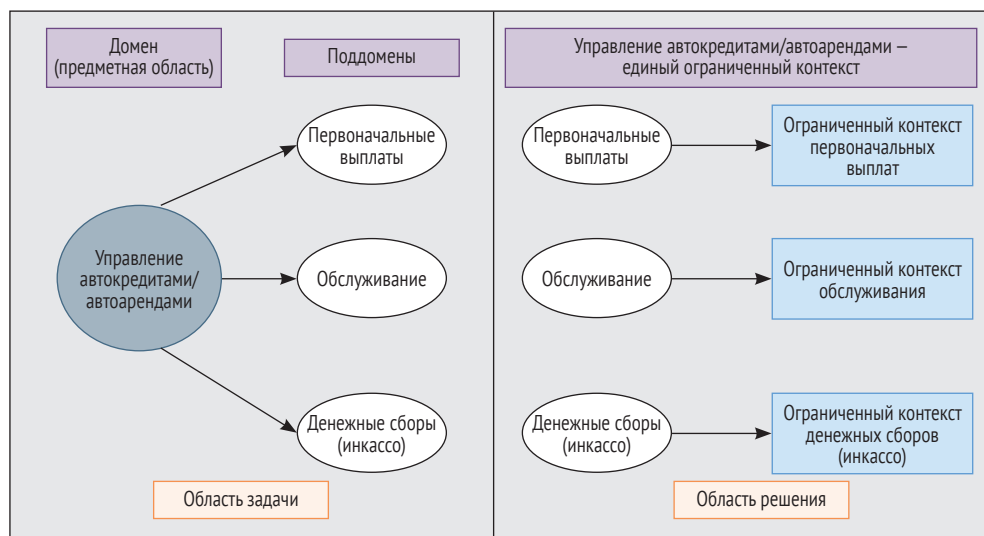 Домен
(предметная область)
Поддомены
Первоначальные
выплаты
Управление
автокредитами/
автоарендами
Обслуживание
Денежные сборы
(инкассо)
Область задачи
Управление автокредитами/автоарендами –
единый ограниченный контекст
Первоначальные
выплаты
Ограниченный контекст
первоначальных
выплат
Обслуживание
Ограниченный контекст
обслуживания
Денежные сборы
(инкассо)
Ограниченный контекст
денежных сборов
(инкассо)
Область решения